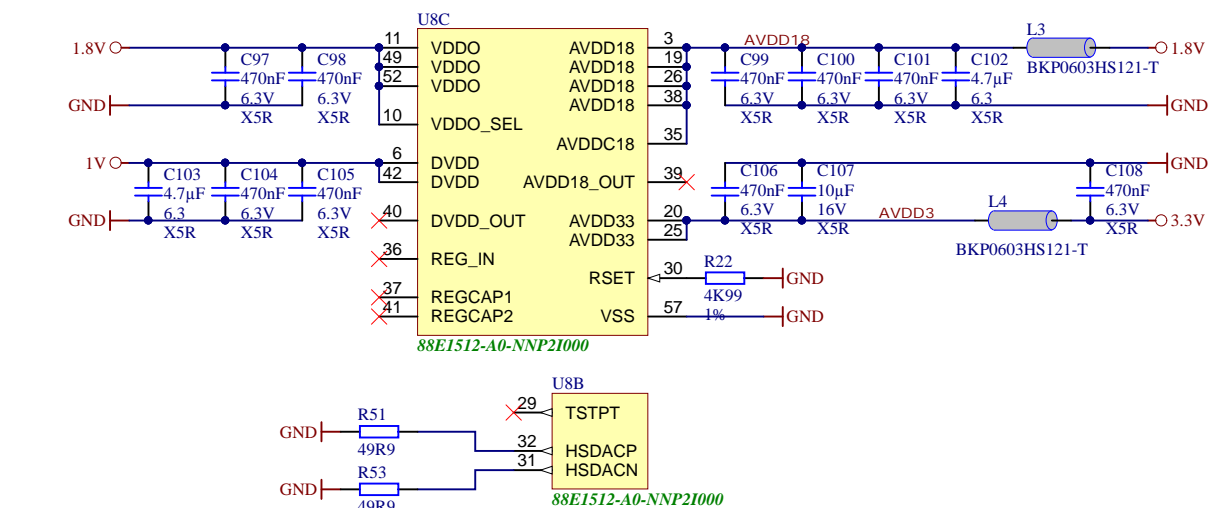 U8C
1.8V
11
VDDO
49
VDDO
52
VDDO
10
VDDO_SEL
C97
470nF
6.3V
X5R
C98
470nF
6.3V
X5R
GND
1V
6
DVDD
42
DVDD
C103
4.7µF
6.3
X5R
C104
470nF
6.3V
X5R
C105
470nF
6.3V
X5R
GND
40
DVDD_OUT
36
REG_IN
37
REGCAP1
41
REGCAP2
AVDD18
3
AVDD18
19
AVDD18
26
AVDD18
38
AVDDC18
35
AVDD18_OUT
39
AVDD33
20
AVDD33
25
RSET
30
VSS
57
88E1512-A0-NNP2I000
AVDD18
L3
BKP0603HS121-T
1.8V
C99
470nF
6.3V
X5R
C100
470nF
6.3V
X5R
C101
470nF
6.3V
X5R
C102
4.7µF
6.3
X5R
GND
GND
C106
470nF
6.3V
X5R
C107
10µF
16V
X5R
AVDD3
L4
BKP0603HS121-T
C108
470nF
6.3V
X5R
3.3V
R22
4K99
1%
GND
GND
U8B
29
TSTPT
32
HSDACP
31
HSDACN
88E1512-A0-NNP2I000
GND
R51
49R9
GND
R53
49R9